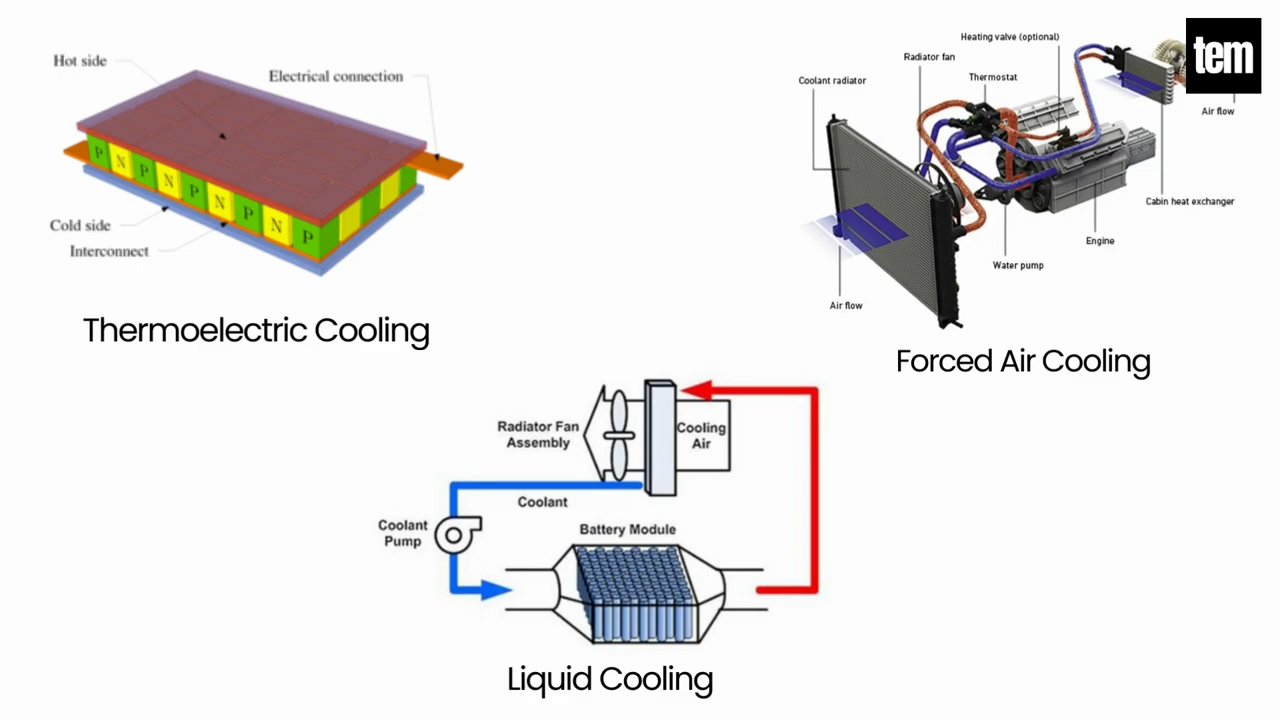 tem
Hot side
Electrical connection
P N P N P N P N P
Cold side
Interconnect
Thermoelectric Cooling
Heating valve (optional)
Radiator fan
Coolant radiator
Thermostat
Air flow
Cabin heat exchanger
Engine
Water pump
Air flow
Forced Air Cooling
Radiator Fan
Assembly
Cooling
Air
Coolant
Coolant
Pump
Battery Module
Liquid Cooling